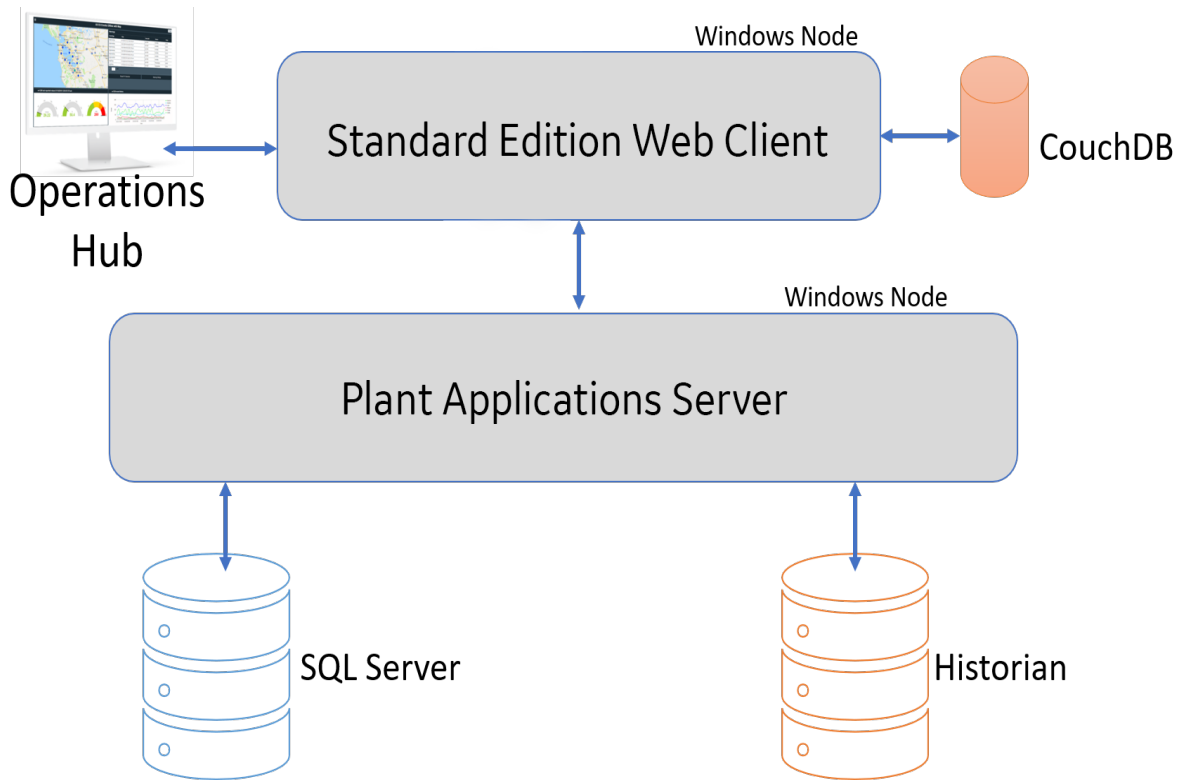 Windows Node
Standard Edition Web Client
CouchDB
Operations
Hub
Windows Node
Plant Applications Server
SQL Server
Historian